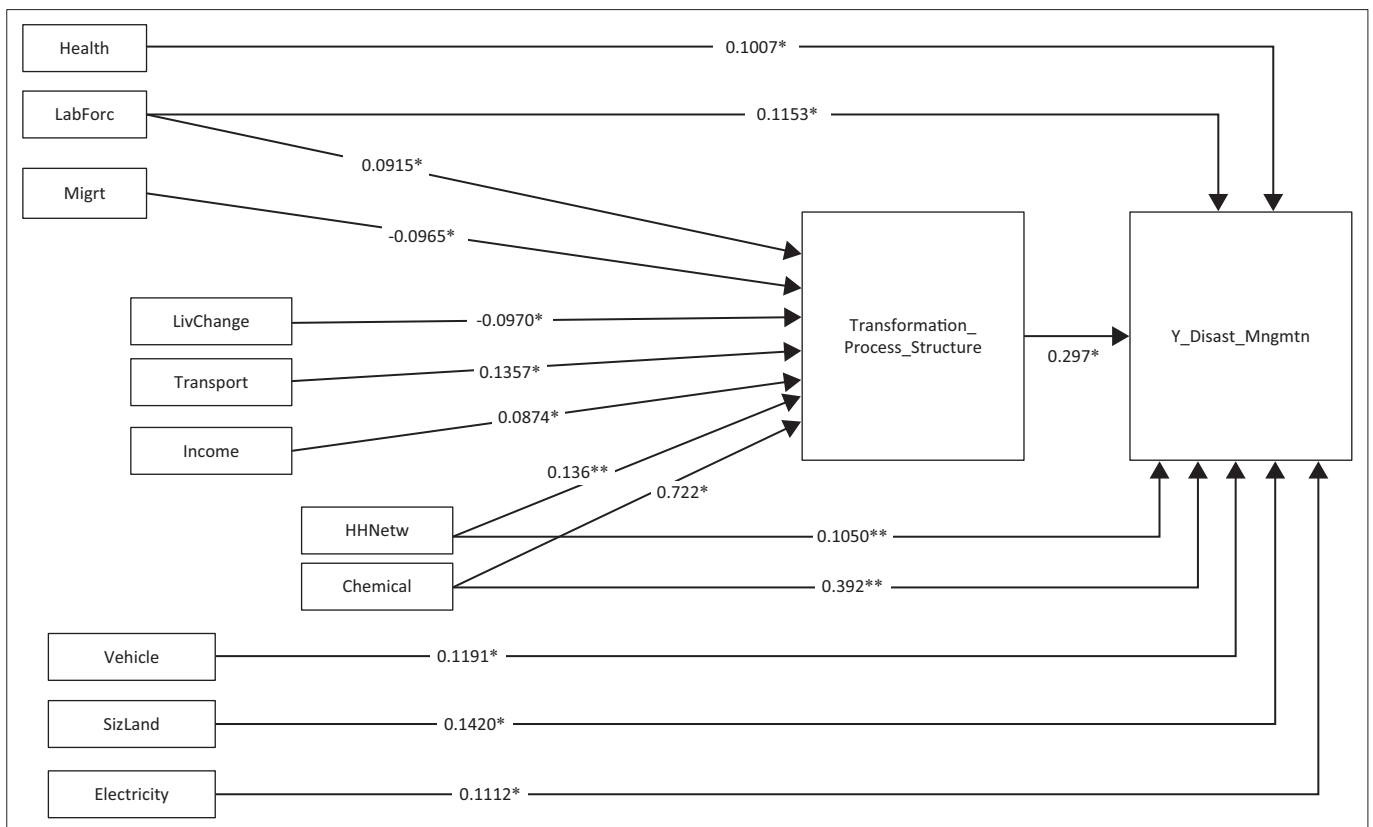 Health
0.1007*
LabForc
0.1153*
0.0915*
Migrt
-0.0965*
LivChange
-0.0970*
Transformation_
Process_Structure
Y_Disast_Mngmtn
0.297*
Transport
0.1357*
Income
0.0874*
0.136**
0.722*
HHNetw
0.1050**
Chemical
0.392**
Vehicle
0.1191*
SizLand
0.1420*
Electricity
0.1112*